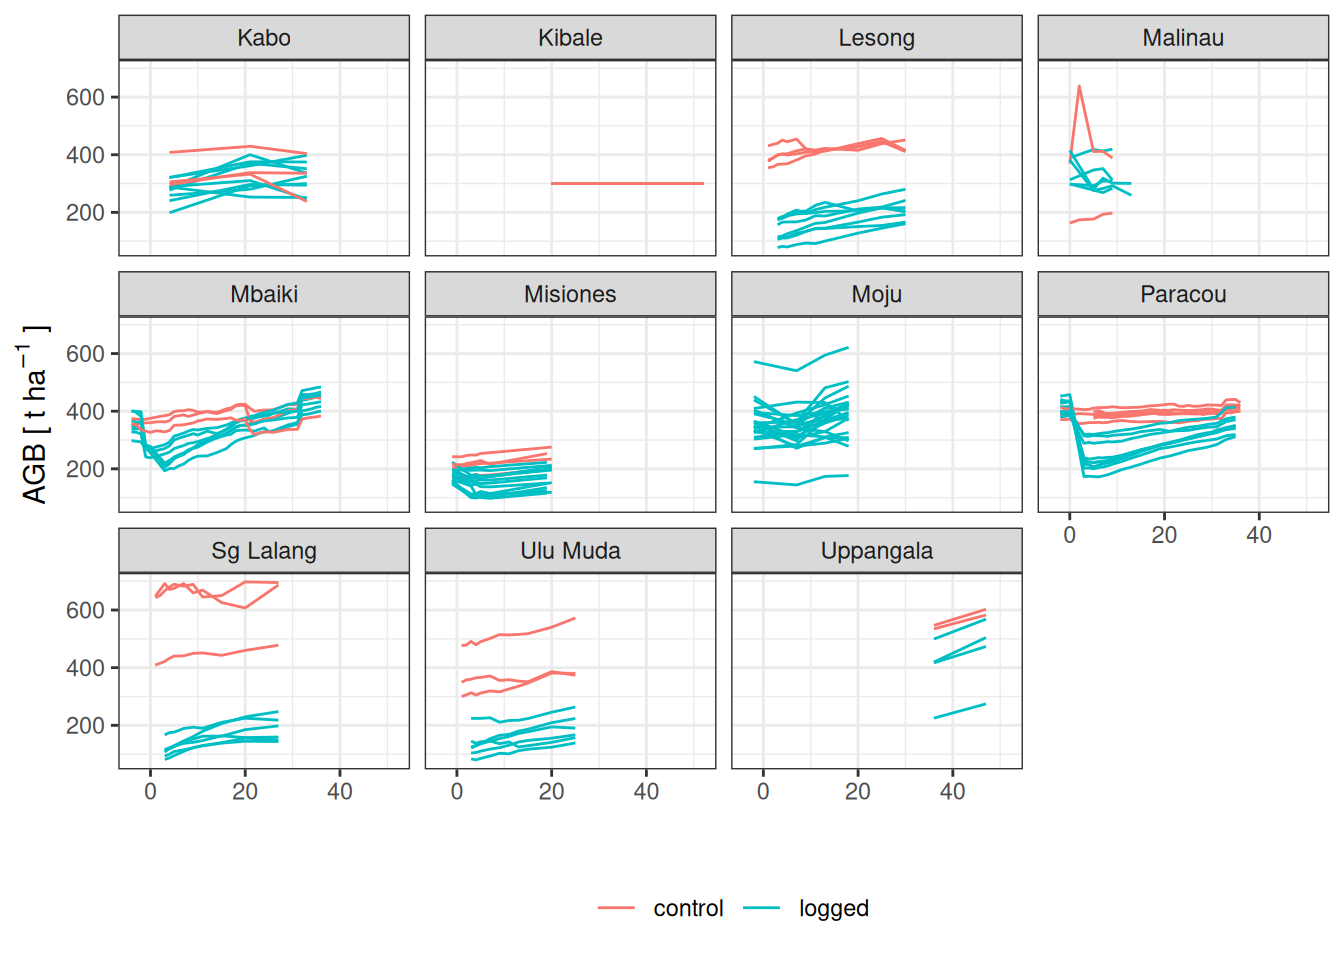 Kabo Kibale Lesong Malinau
600
400
200
Mbaiki Misiones Moju Paracou
600
400
200
0 20 40
Sg Lalang Ulu Muda Uppangala
600
400
200
0 20 40 0 20 40 0 20 40
AGB [ t ha⁻¹ ]
control logged